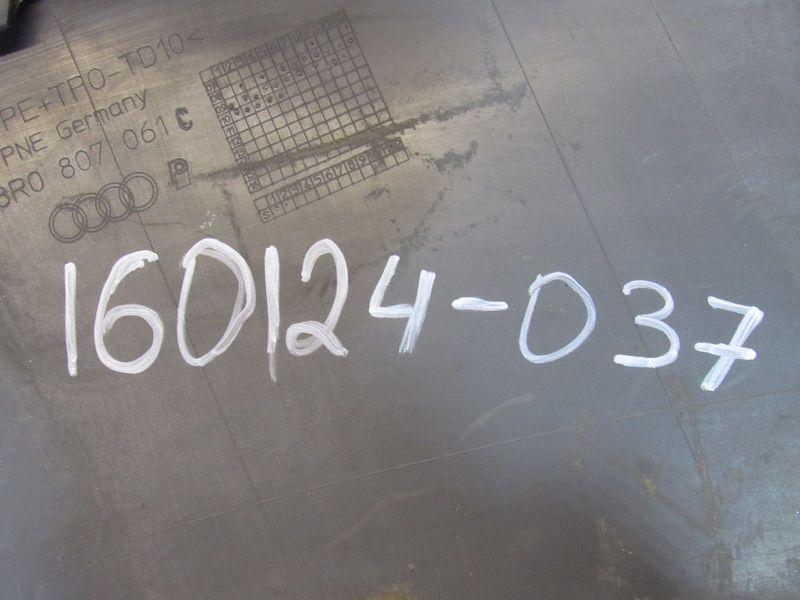 PE+TPO-TD10<
PNE Germany
8R0 807 061 C
160124-037